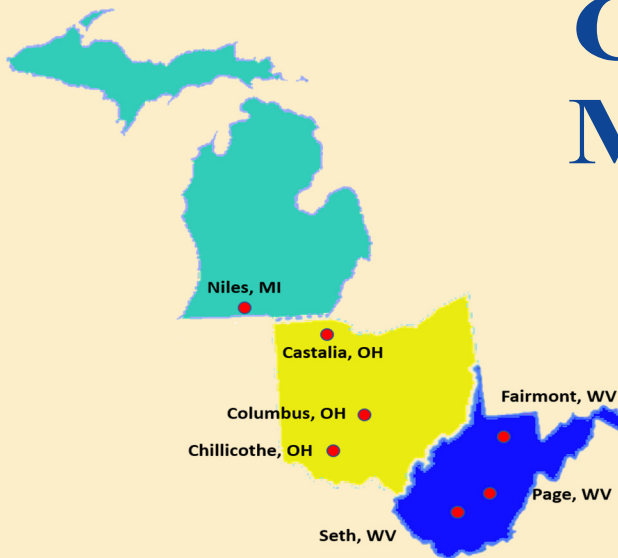 Niles, MI
Castalia, OH
Fairmont, WV
Columbus, OH
Chillicothe, OH
Page, WV
Seth, WV